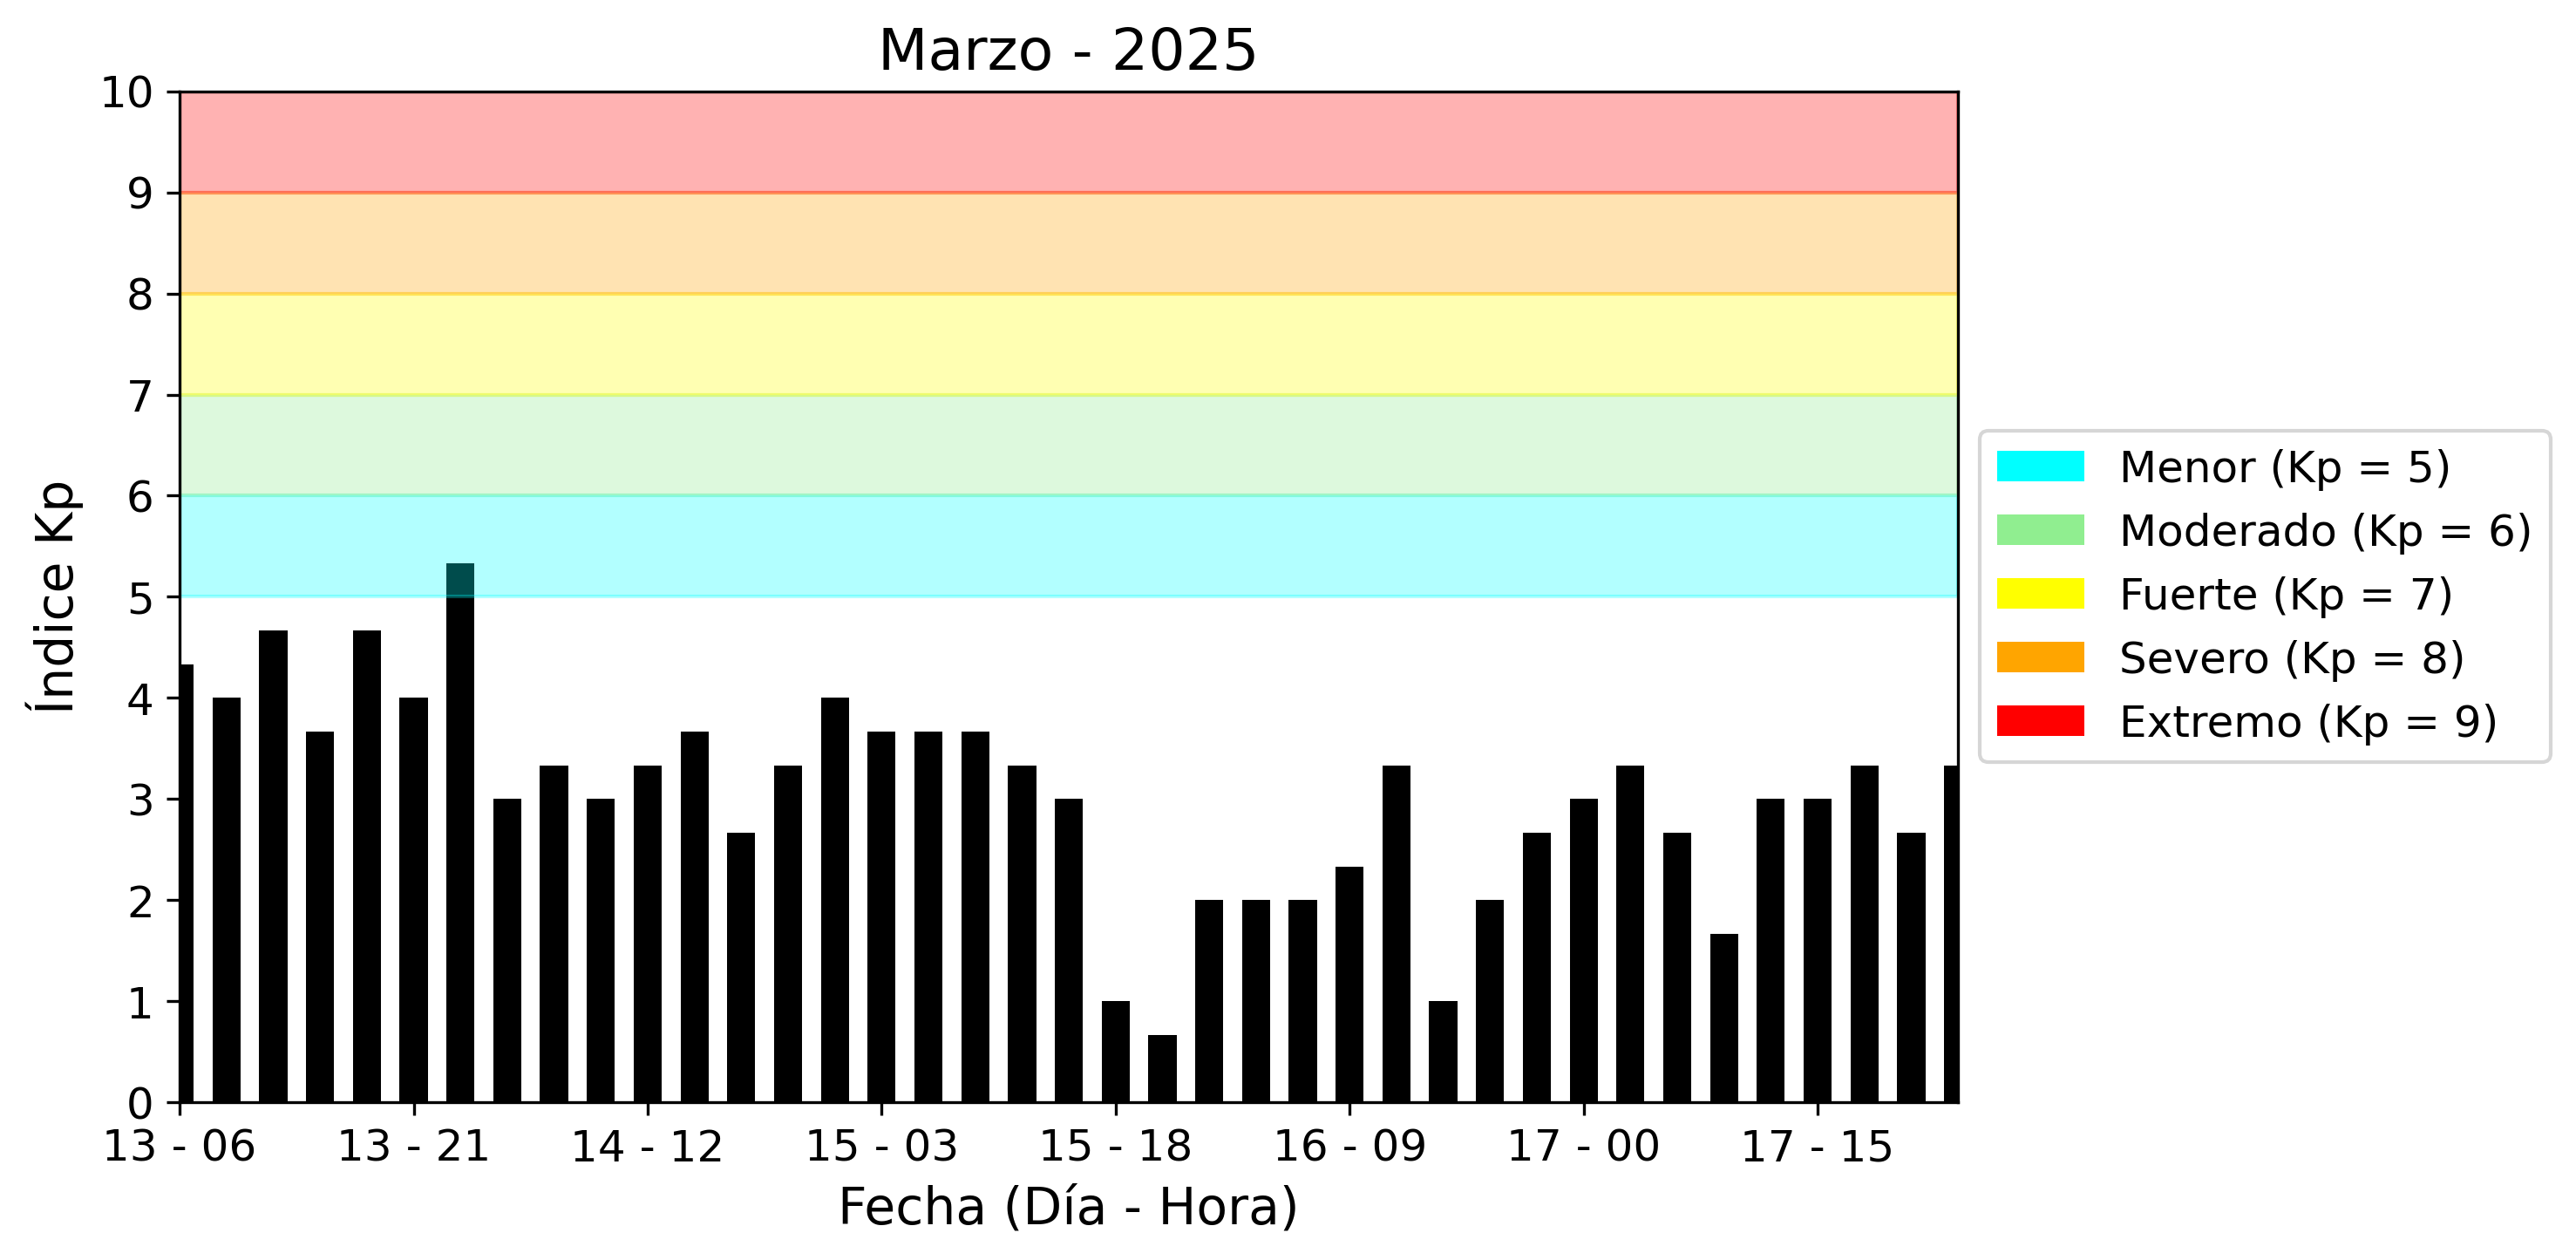 Marzo - 2025
10
9
8
7
6
5
4
3
2
1
0
Índice Kp
13 - 06
13 - 21
14 - 12
15 - 03
15 - 18
16 - 09
17 - 00
17 - 15
Fecha (Día - Hora)
Menor (Kp = 5)
Moderado (Kp = 6)
Fuerte (Kp = 7)
Severo (Kp = 8)
Extremo (Kp = 9)